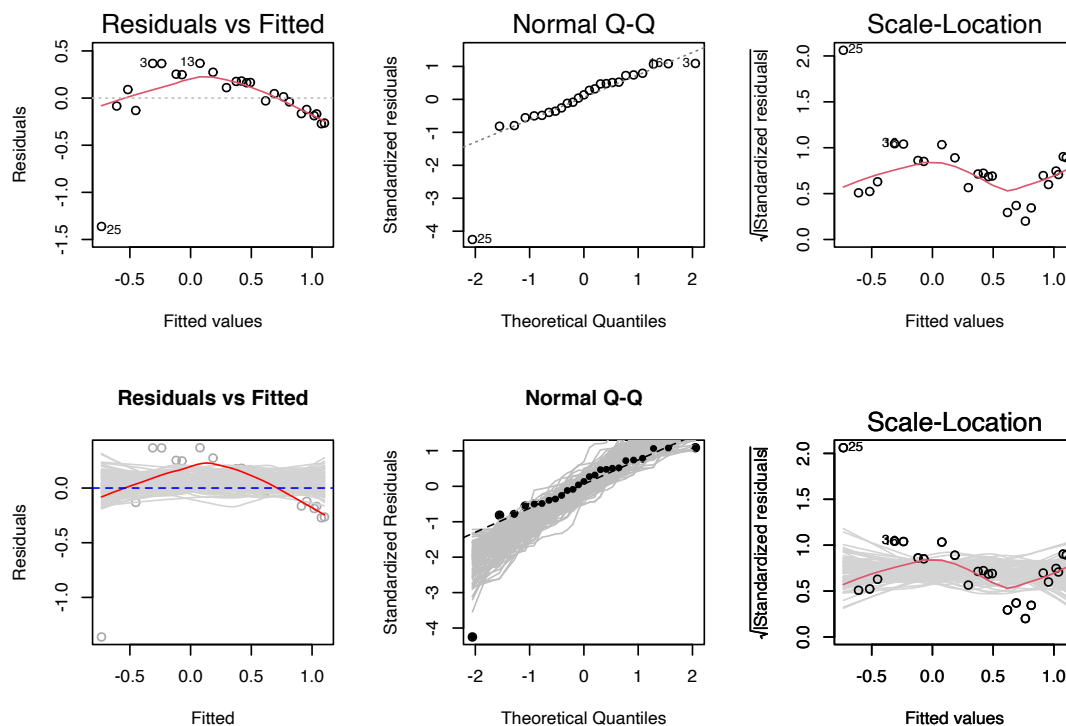 Residuals vs Fitted
Residuals
0.5
0.0
-0.5
-1.0
-1.5
3
13
25
-0.5 0.0 0.5 1.0
Fitted values
Normal Q-Q
Standardized residuals
1
0
-1
-2
-3
-4
16
3
25
-2 -1 0 1 2
Theoretical Quantiles
Scale-Location
√|Standardized residuals|
2.0
1.5
1.0
0.5
0.0
25
-0.5 0.0 0.5 1.0
Fitted values
Residuals vs Fitted
Residuals
0.0
-0.5
-1.0
-0.5 0.0 0.5 1.0
Fitted
Normal Q-Q
Standardized Residuals
1
0
-1
-2
-3
-4
-2 -1 0 1 2
Theoretical Quantiles
Scale-Location
√|Standardized residuals|
2.0
1.5
1.0
0.5
0.0
25
-0.5 0.0 0.5 1.0
Fitted values